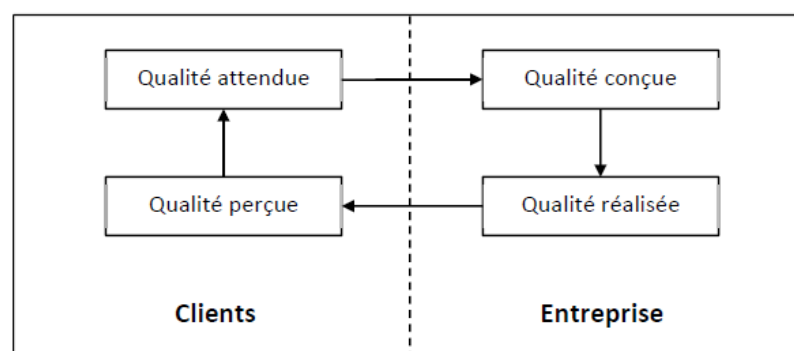 Qualité attendue
Qualité conçue
Qualité perçue
Qualité réalisée
Clients
Entreprise